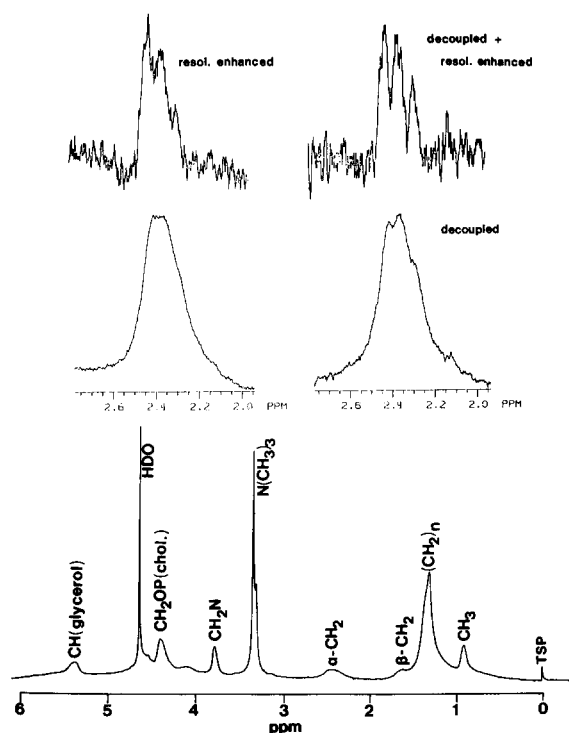 resol. enhanced
decoupled +
resol. enhanced
decoupled
2.6 2.4 2.2 2.0 PPM
2.6 2.4 2.2 2.0 PPM
CH(glycerol)
HDO
CH2OP(chol.)
CH2N
N(CH3)3
α-CH2
β-CH2
(CH2)n
CH3
TSP
6 5 4 3 2 1 0
ppm